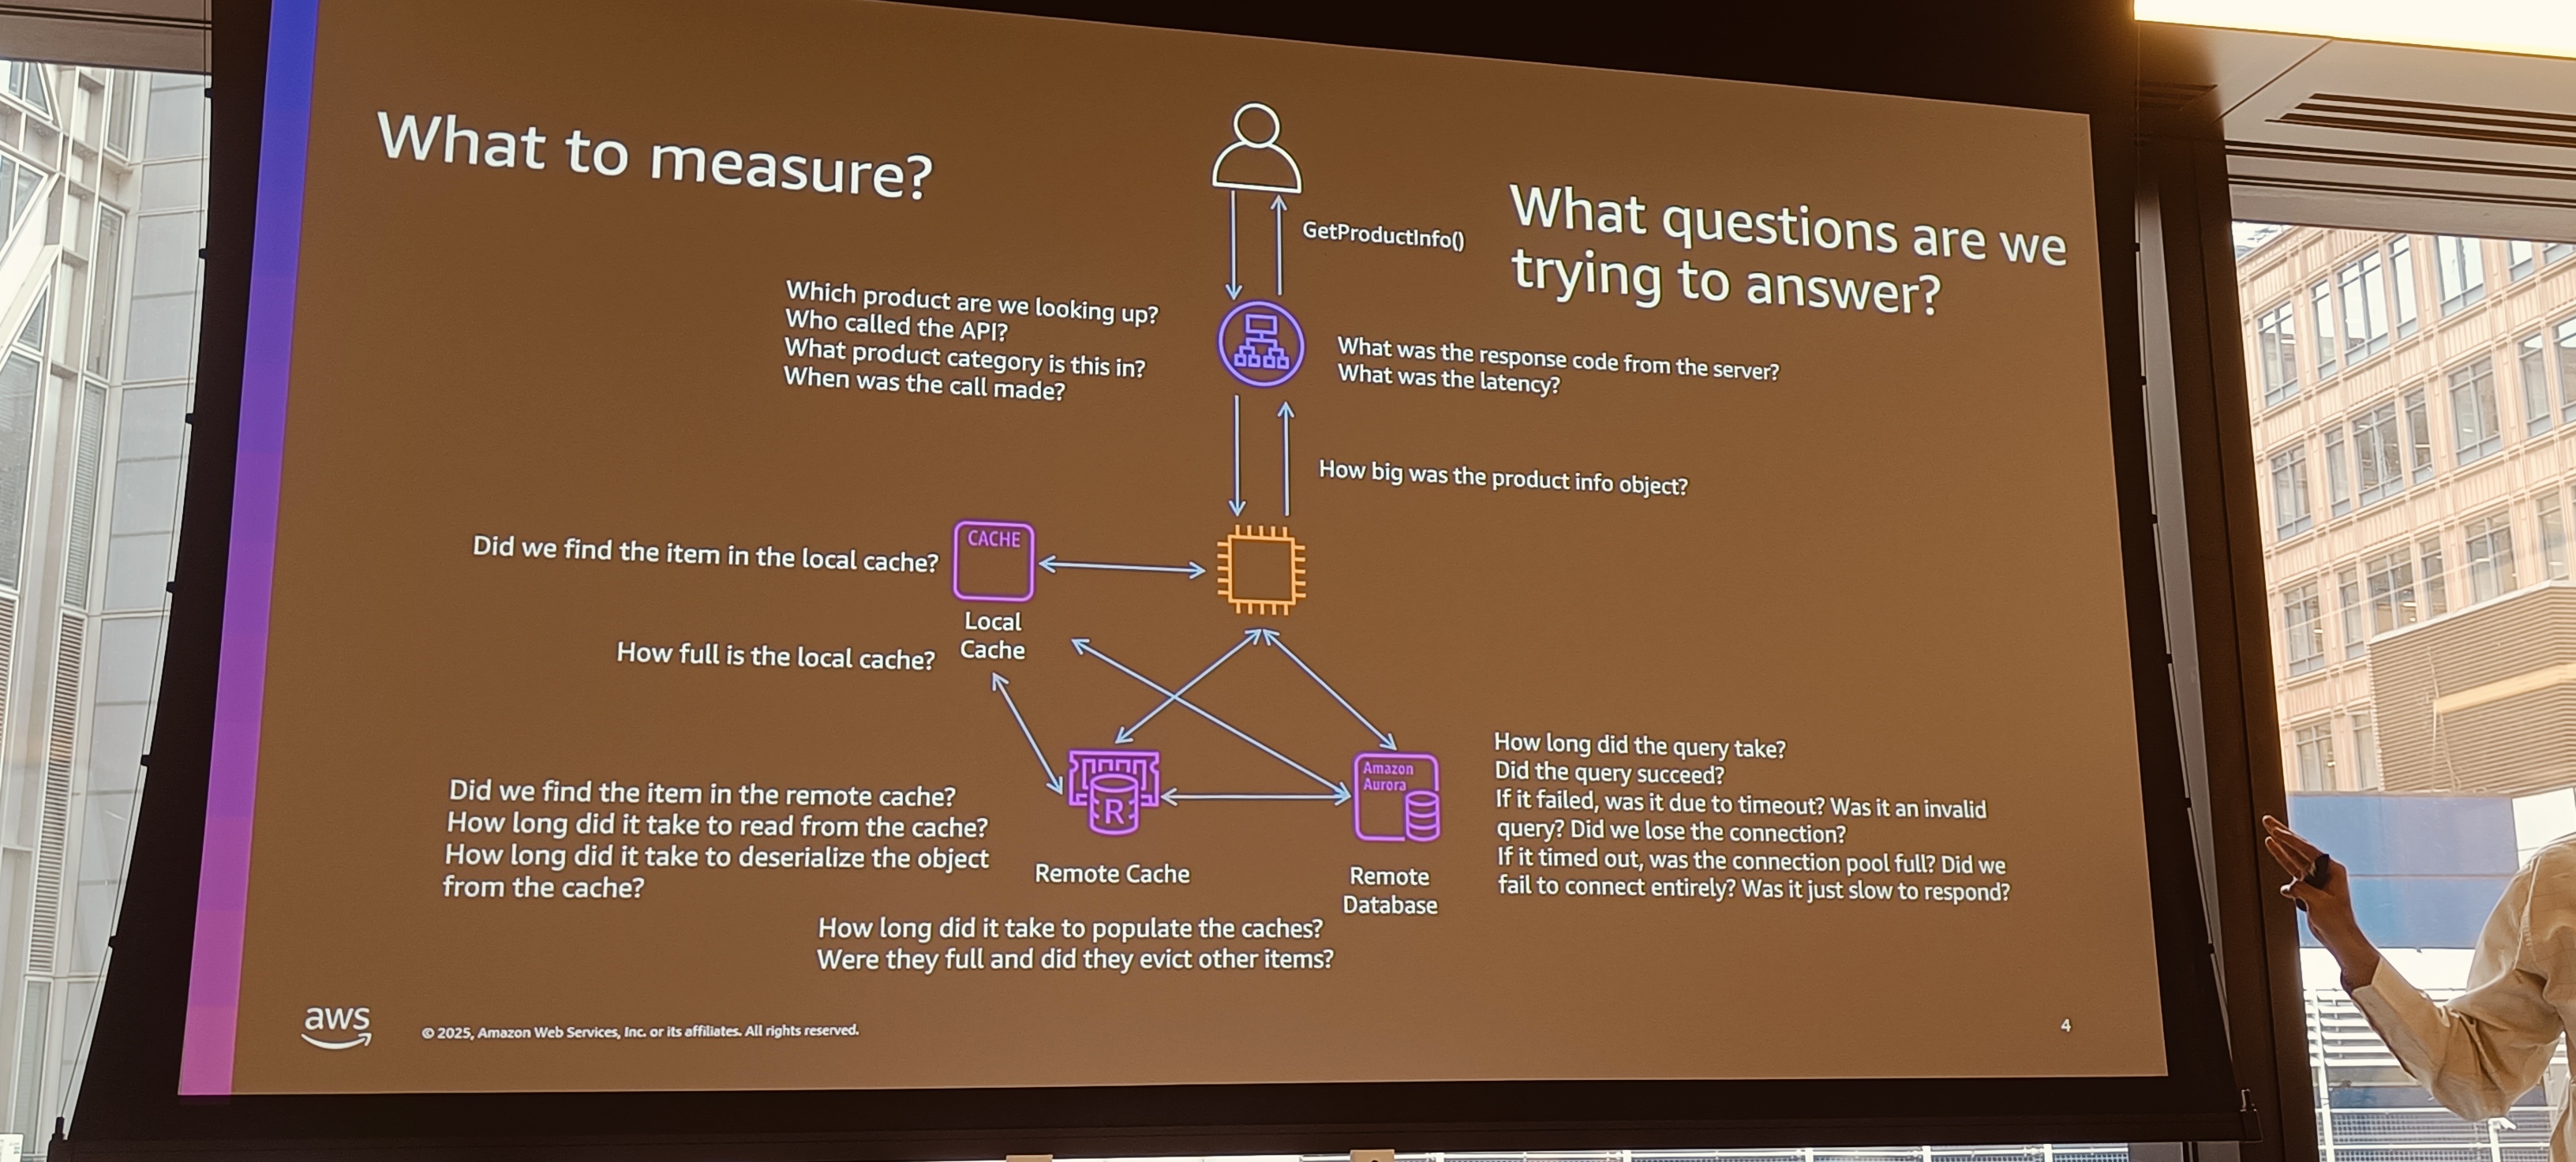 What to measure?
What questions are we
trying to answer?
GetProductInfo()
Which product are we looking up?
Who called the API?
What product category is this in?
When was the call made?
What was the response code from the server?
What was the latency?
How big was the product info object?
Did we find the item in the local cache?
CACHE
Local
Cache
How full is the local cache?
Did we find the item in the remote cache?
How long did it take to read from the cache?
How long did it take to deserialize the object
from the cache?
R
Remote Cache
Amazon
Aurora
Remote
Database
How long did the query take?
Did the query succeed?
If it failed, was it due to timeout? Was it an invalid
query? Did we lose the connection?
If it timed out, was the connection pool full? Did we
fail to connect entirely? Was it just slow to respond?
How long did it take to populate the caches?
Were they full and did they evict other items?
aws
© 2025, Amazon Web Services, Inc. or its affiliates. All rights reserved.
4